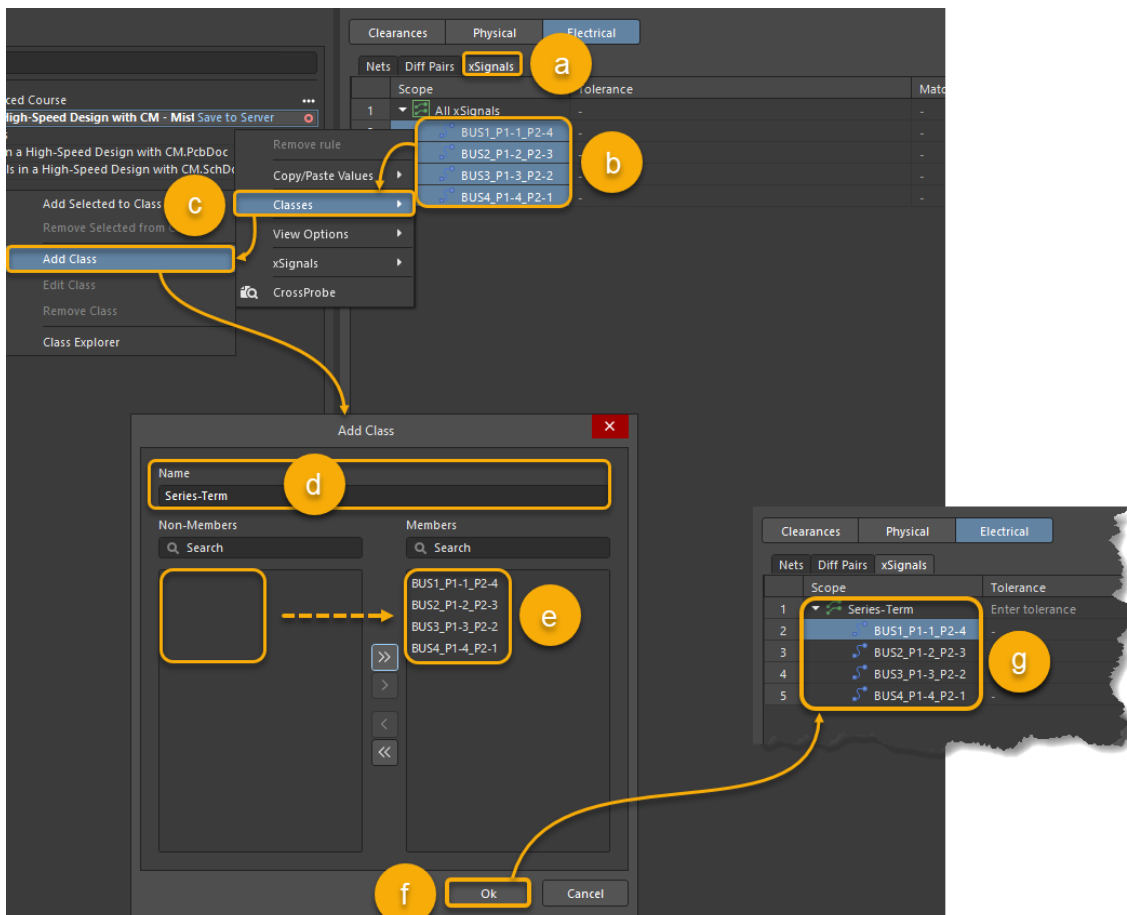 Clearances Physical Electrical
Nets Diff Pairs xSignals
a
Scope Tolerance Matc
1 All xSignals -
BUS1_P1-1_P2-4 -
BUS2_P1-2_P2-3 -
BUS3_P1-3_P2-2 -
BUS4_P1-4_P2-1 -
b
ced Course
High-Speed Design with CM - Mist Save to Server
n a High-Speed Design with CM.PcbDoc
ls in a High-Speed Design with CM.SchDo
Remove rule
Copy/Paste Values
Classes
View Options
xSignals
CrossProbe
c
Add Selected to Class
Remove Selected from
Add Class
Edit Class
Remove Class
Class Explorer
Add Class
Name
d
Series-Term
Non-Members Members
Search Search
BUS1_P1-1_P2-4
BUS2_P1-2_P2-3
BUS3_P1-3_P2-2
BUS4_P1-4_P2-1
e
f
Ok Cancel
Clearances Physical Electrical
Nets Diff Pairs xSignals
Scope Tolerance
1 Series-Term Enter tolerance
2 BUS1_P1-1_P2-4 -
3 BUS2_P1-2_P2-3
4 BUS3_P1-3_P2-2
5 BUS4_P1-4_P2-1 -
g